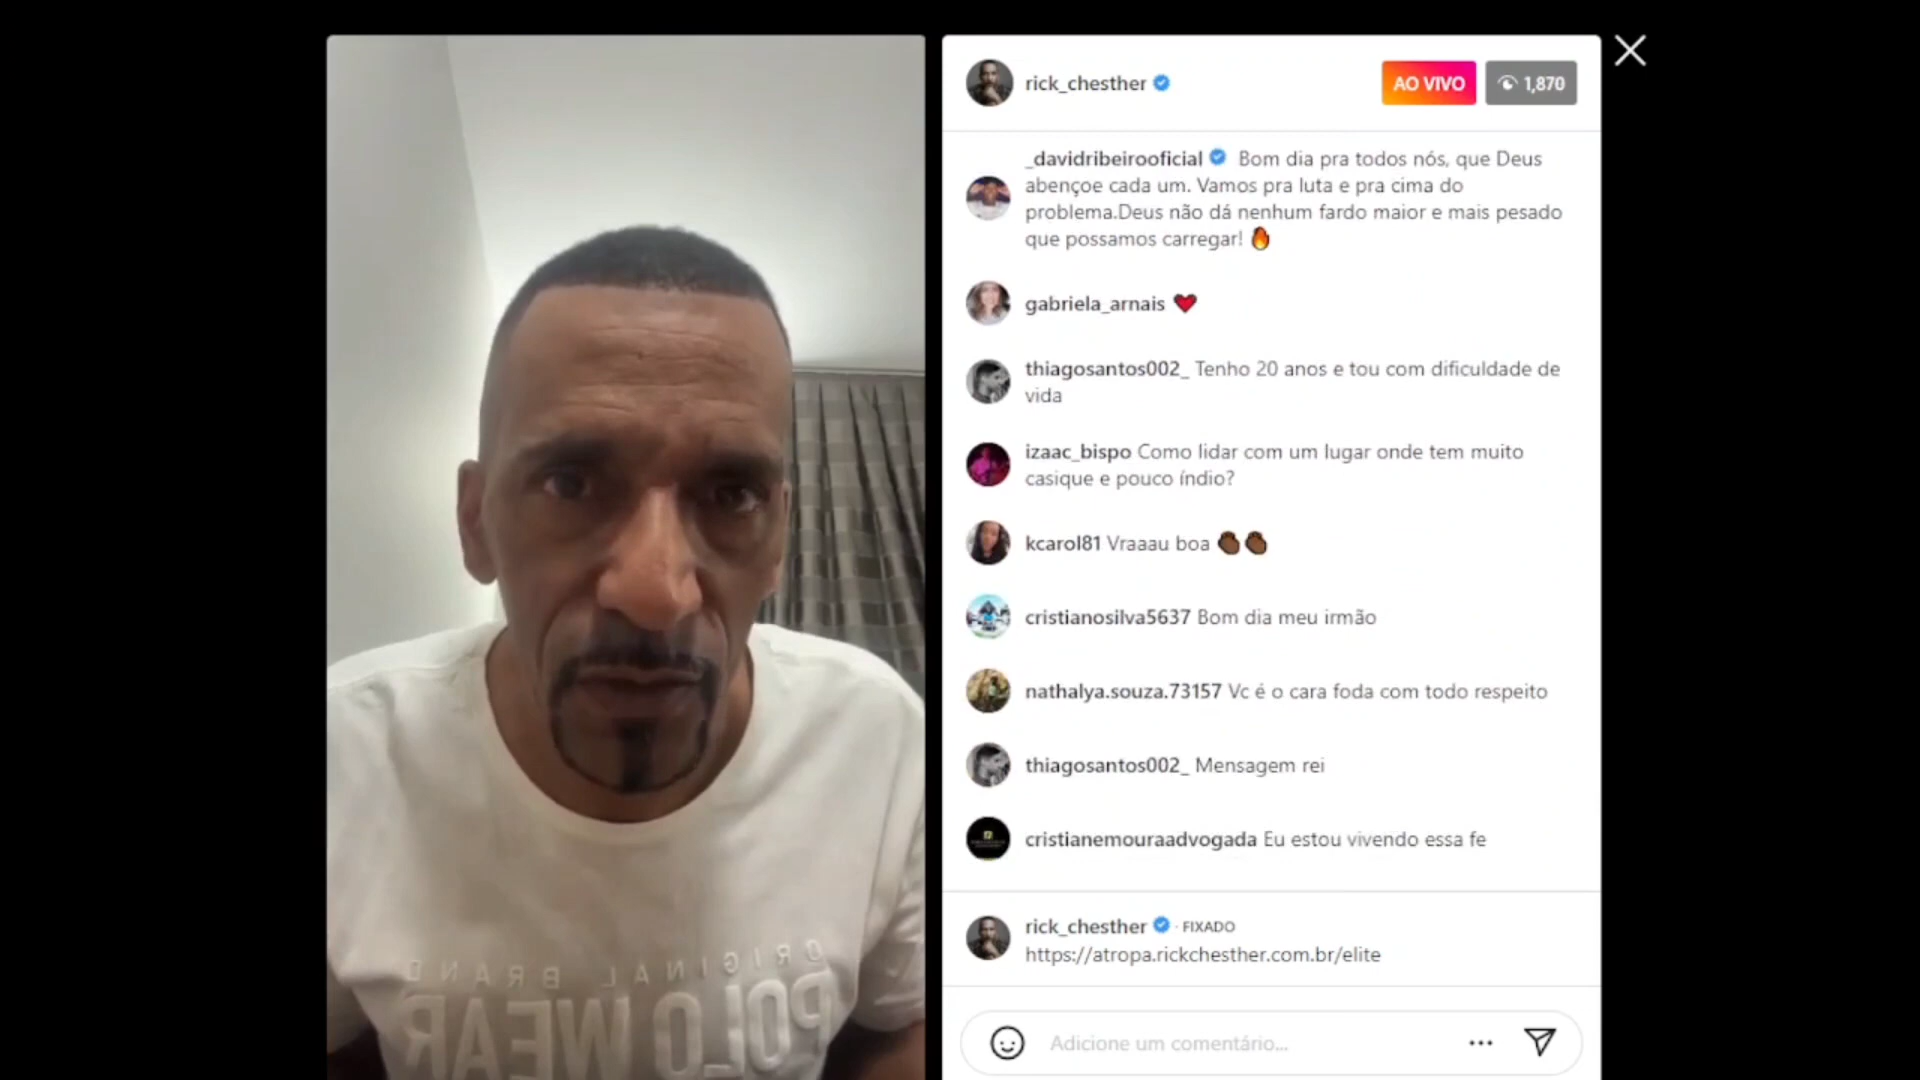 rick_chesther
AO VIVO
1,870
_davidribeirooficial Bom dia pra todos nós, que Deus
abençoe cada um. Vamos pra luta e pra cima do
problema.Deus não dá nenhum fardo maior e mais pesado
que possamos carregar!
gabriela_arnais
thiagosantos002_ Tenho 20 anos e tou com dificuldade de
vida
izaac_bispo Como lidar com um lugar onde tem muito
casique e pouco índio?
kcarol81 Vraaau boa
cristianosilva5637 Bom dia meu irmão
nathalya.souza.73157 Vc é o cara foda com todo respeito
thiagosantos002_ Mensagem rei
cristianemouraadvogada Eu estou vivendo essa fe
rick_chesther · FIXADO
https://atropa.rickchesther.com.br/elite
Adicione um comentário...
ORIGINAL BRAND
POLO WEAR